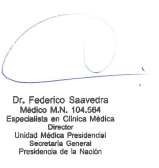 Dr. Federico Saavedra
Médico M.N. 104.564
Especialista en Clínica Médica
Director
Unidad Médica Presidencial
Secretaría General
Presidencia de la Nación